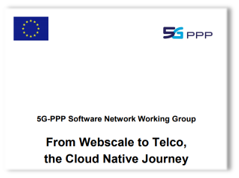 5G PPP
5G-PPP Software Network Working Group
From Webscale to Telco,
the Cloud Native Journey